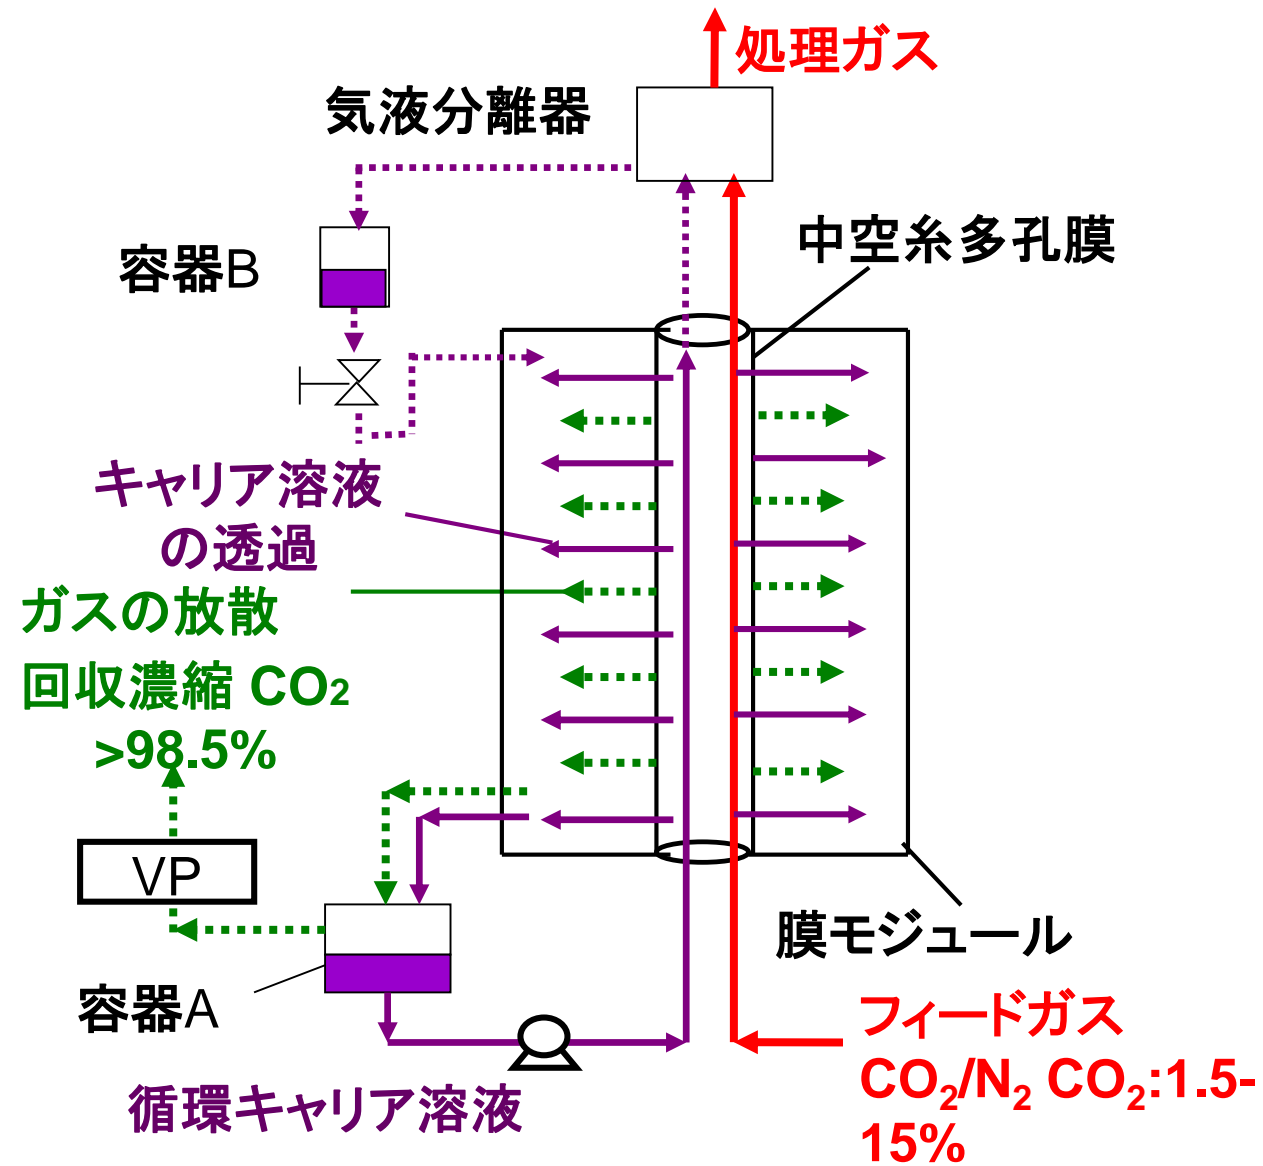 処理ガス
気液分離器
中空糸多孔膜
容器B
キャリア溶液
の透過
ガスの放散
回収濃縮 CO2
>98.5%
VP
膜モジュール
容器A
フィードガス
CO2/N2 CO2:1.5-
15%
循環キャリア溶液